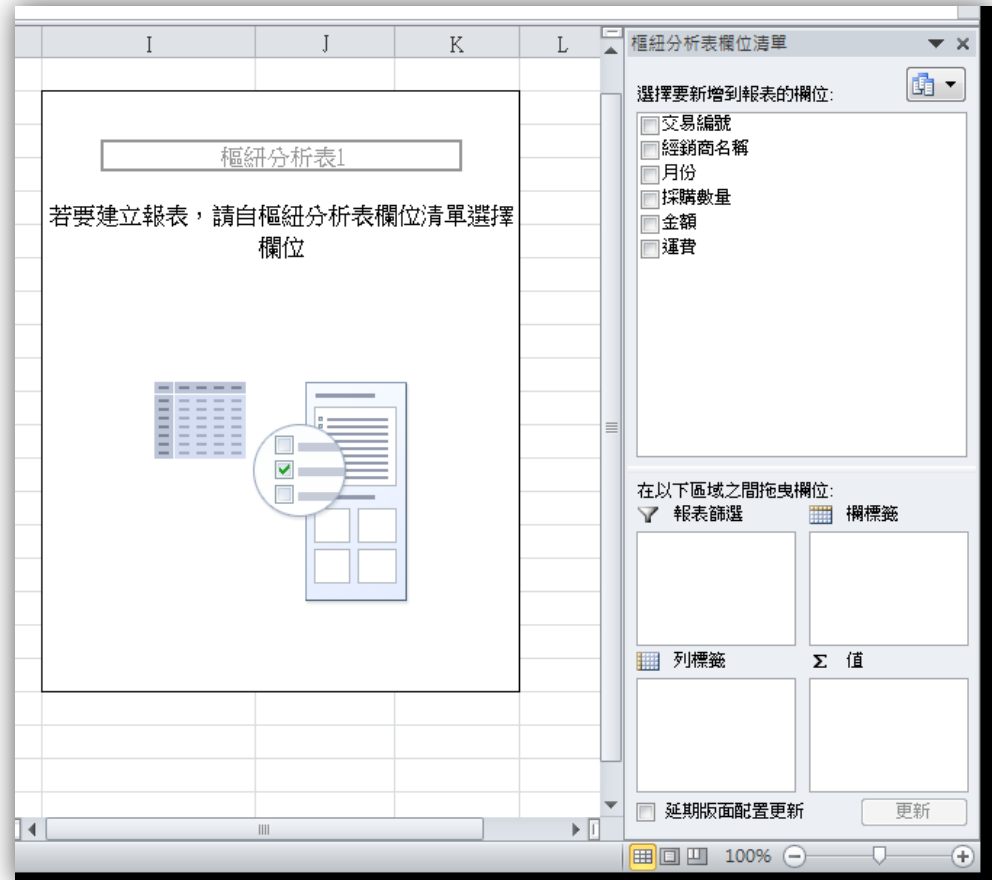 I J K L
樞紐分析表1
若要建立報表，請自樞紐分析表欄位清單選擇
欄位
樞紐分析表欄位清單
選擇要新增到報表的欄位:
交易編號
經銷商名稱
月份
採購數量
金額
運費
在以下區域之間拖曳欄位:
報表篩選 欄標籤
列標籤 Σ 值
延期版面配置更新 更新
100%